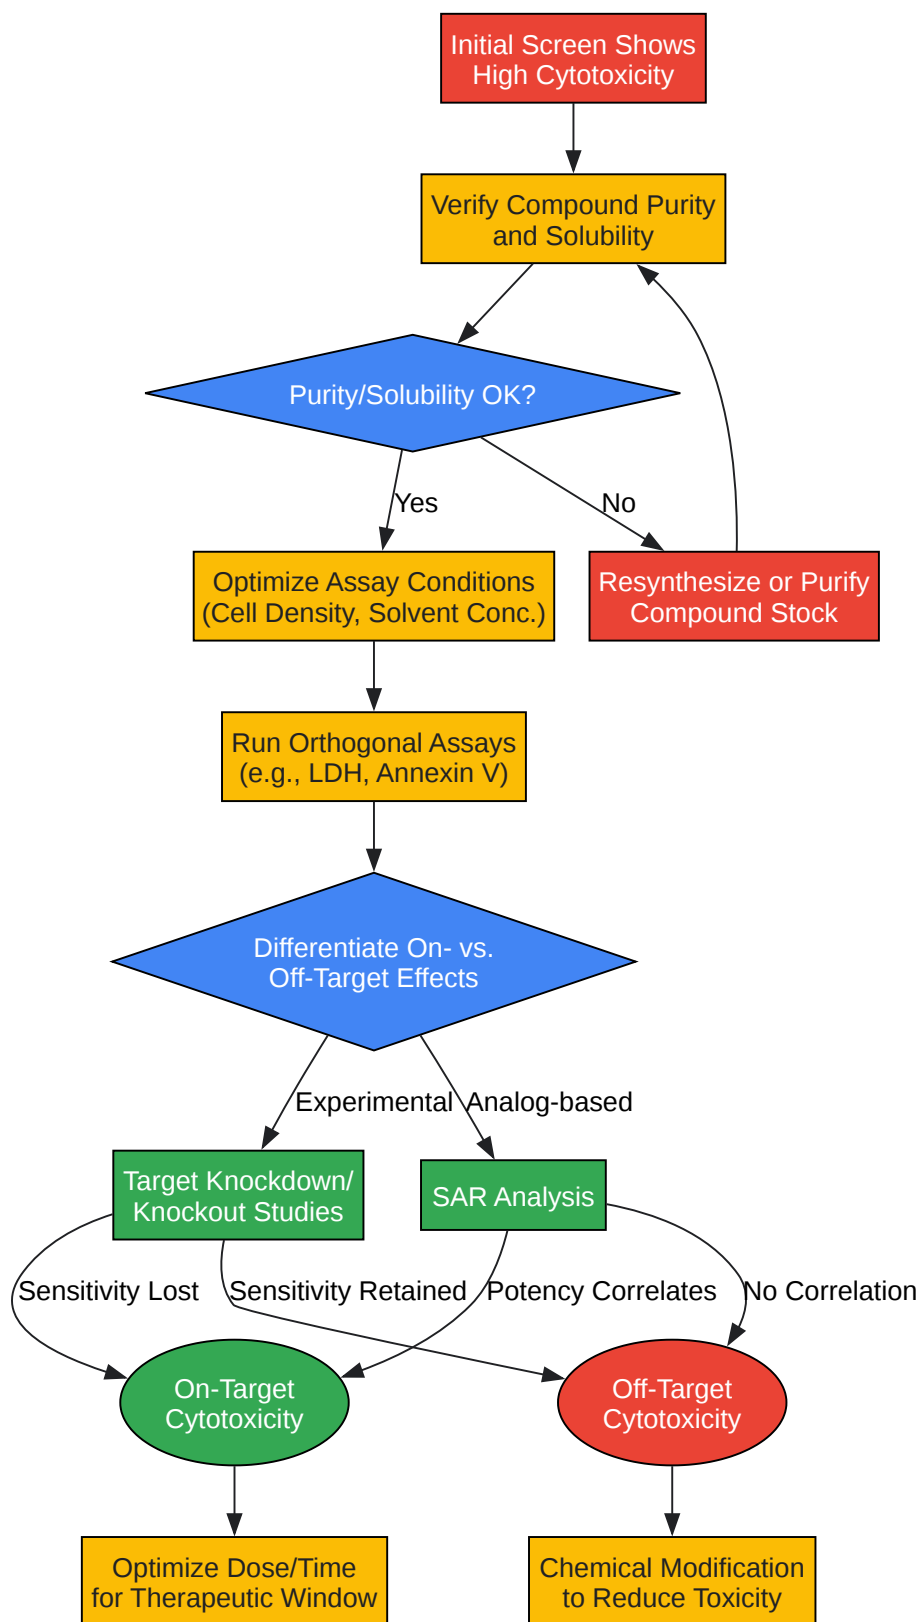 Initial Screen Shows
High Cytotoxicity
Verify Compound Purity
and Solubility
Purity/Solubility OK?
Yes
No
Optimize Assay Conditions
(Cell Density, Solvent Conc.)
Resynthesize or Purify
Compound Stock
Run Orthogonal Assays
(e.g., LDH, Annexin V)
Differentiate On- vs.
Off-Target Effects
Experimental
Analog-based
Target Knockdown/
Knockout Studies
SAR Analysis
Sensitivity Lost
Sensitivity Retained
Potency Correlates
No Correlation
On-Target
Cytotoxicity
Off-Target
Cytotoxicity
Optimize Dose/Time
for Therapeutic Window
Chemical Modification
to Reduce Toxicity